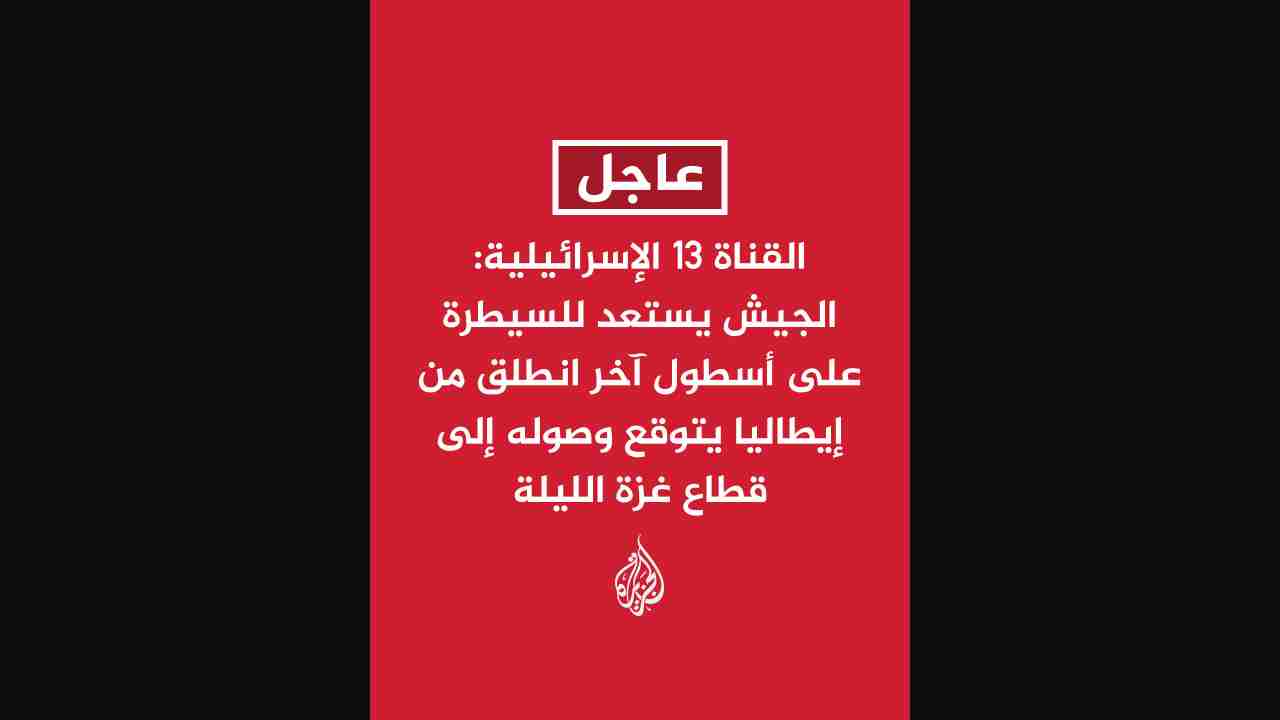 عاجل
القناة 13 الإسرائيلية:
الجيش يستعد للسيطرة
على أسطول آخر انطلق من
إيطاليا يتوقع وصوله إلى
قطاع غزة الليلة
الجزيرة